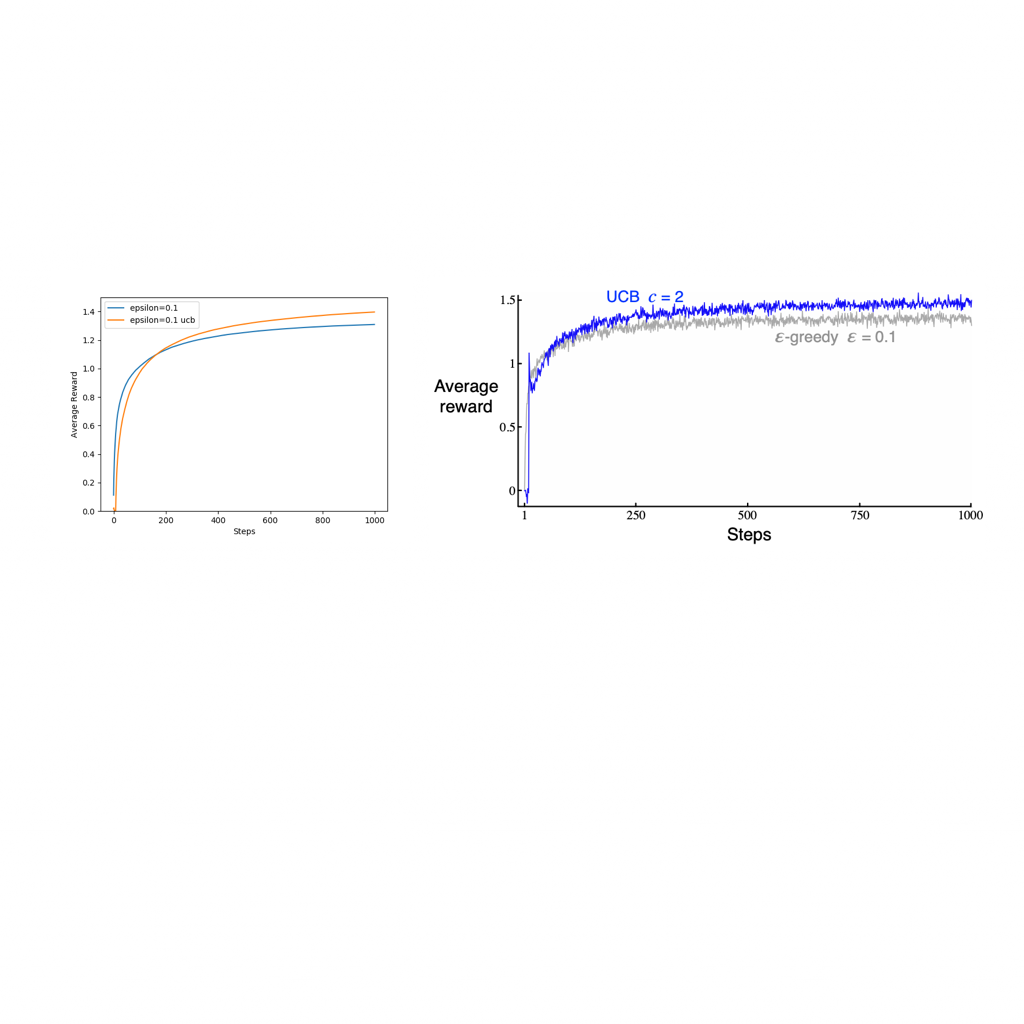 epsilon=0.1
epsilon=0.1 ucb
1.4
1.2
1.0
0.8
0.6
0.4
0.2
0.0
Average Reward
0 200 400 600 800 1000
Steps
UCB c = 2
ε-greedy ε = 0.1
1.5
1
0.5
0
Average
reward
1 250 500 750 1000
Steps